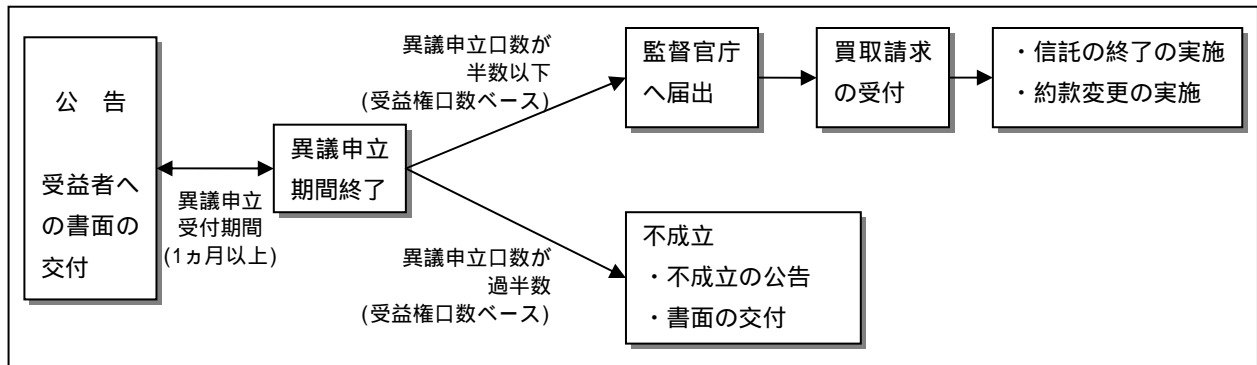 公 告
受益者へ
の書面の
交付
異議申立
受付期間
(1ヵ月以上)
異議申立
期間終了
異議申立口数が
半数以下
(受益権口数ベース)
監督官庁
へ届出
買取請求
の受付
・信託の終了の実施
・約款変更の実施
異議申立口数が
過半数
(受益権口数ベース)
不成立
・不成立の公告
・書面の交付